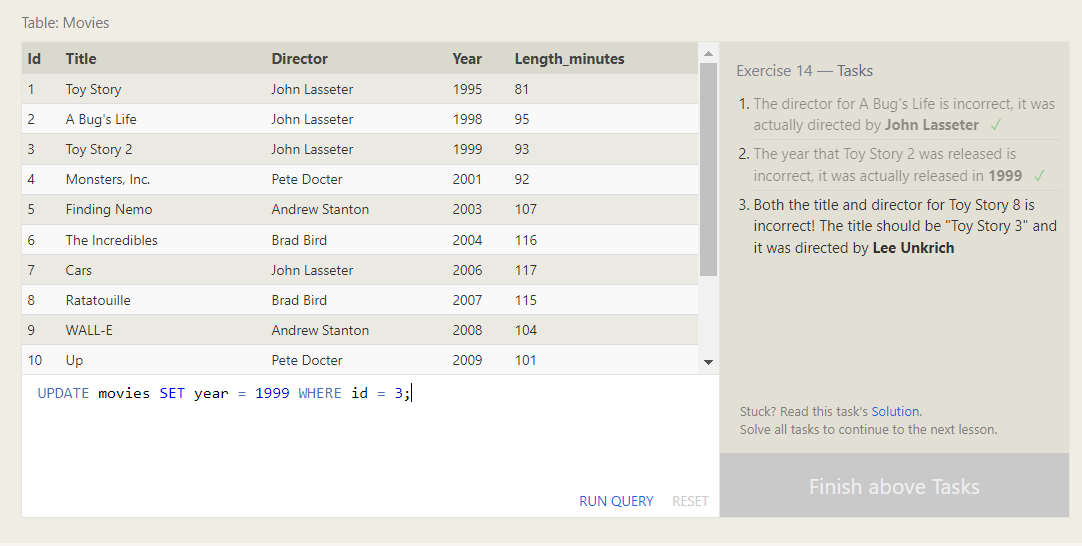 Table: Movies
Id Title Director Year Length_minutes
1 Toy Story John Lasseter 1995 81
2 A Bug's Life John Lasseter 1998 95
3 Toy Story 2 John Lasseter 1999 93
4 Monsters, Inc. Pete Docter 2001 92
5 Finding Nemo Andrew Stanton 2003 107
6 The Incredibles Brad Bird 2004 116
7 Cars John Lasseter 2006 117
8 Ratatouille Brad Bird 2007 115
9 WALL-E Andrew Stanton 2008 104
10 Up Pete Docter 2009 101
UPDATE movies SET year = 1999 WHERE id = 3;
RUN QUERY RESET
Exercise 14 — Tasks
1. The director for A Bug's Life is incorrect, it was
actually directed by John Lasseter ✓
2. The year that Toy Story 2 was released is
incorrect, it was actually released in 1999 ✓
3. Both the title and director for Toy Story 8 is
incorrect! The title should be "Toy Story 3" and
it was directed by Lee Unkrich
Stuck? Read this task's Solution.
Solve all tasks to continue to the next lesson.
Finish above Tasks